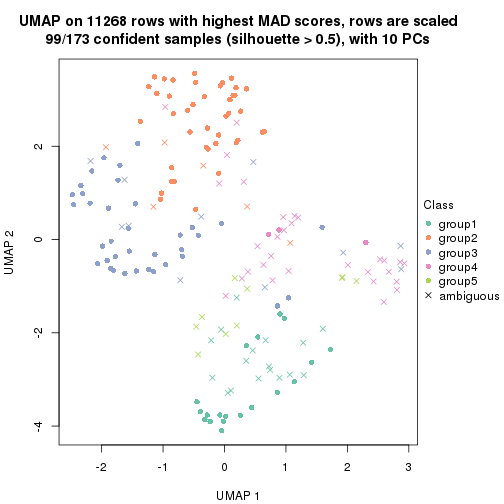 UMAP on 11268 rows with highest MAD scores, rows are scaled
99/173 confident samples (silhouette > 0.5), with 10 PCs
UMAP 2
2
0
-2
-4
-2
-1
0
1
2
3
UMAP 1
Class
group1
group2
group3
group4
group5
ambiguous